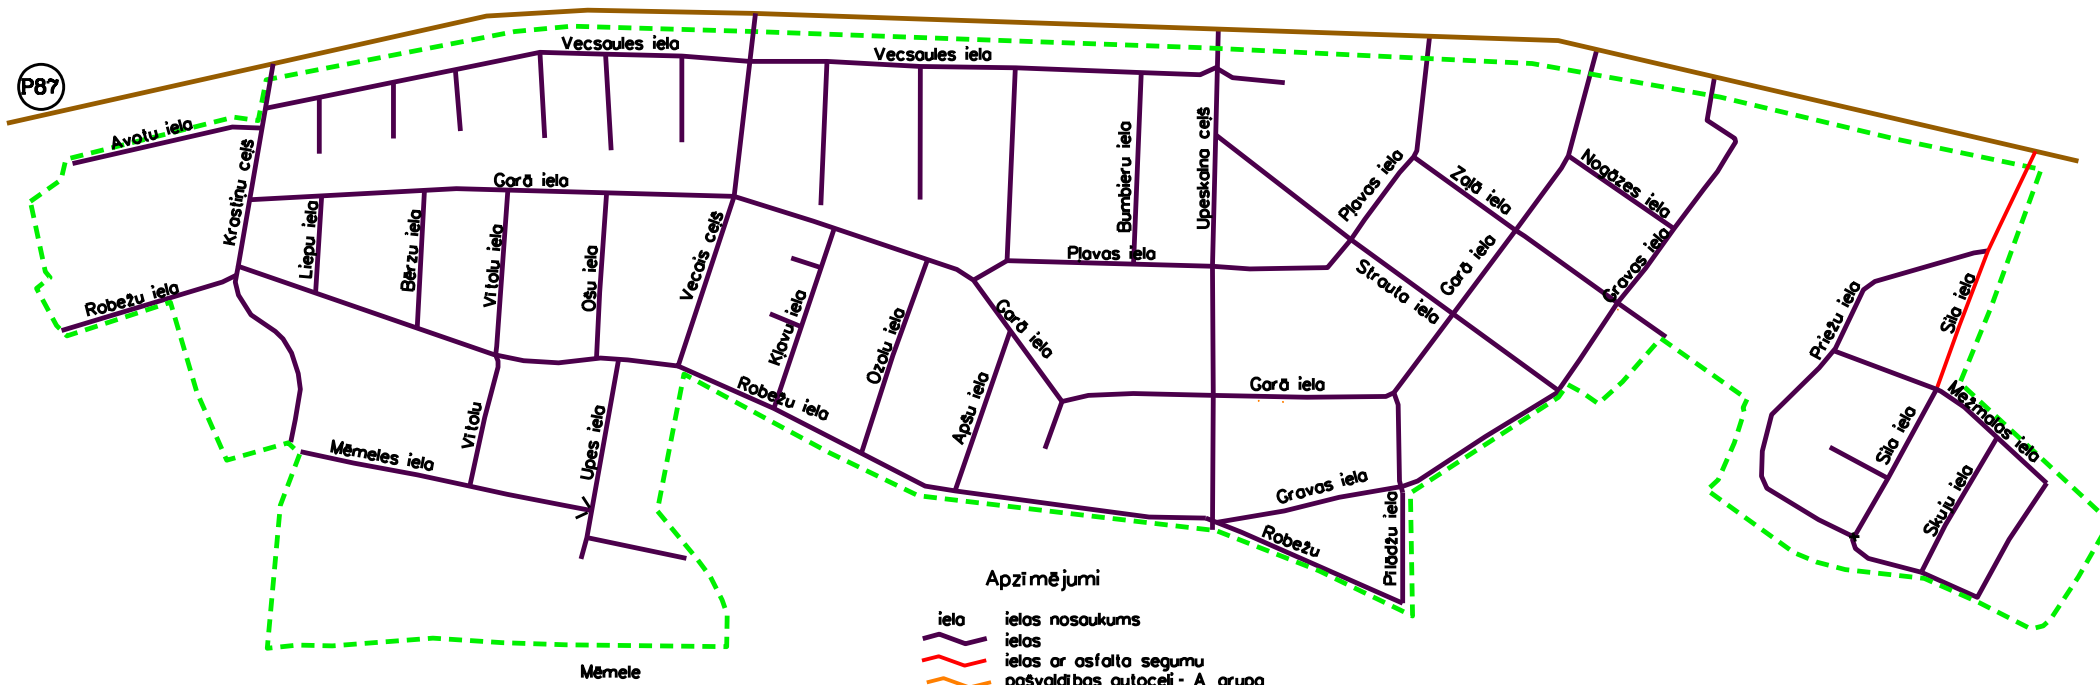 P87
Vecsaules iela
Vecsaules iela
Avotu iela
Krastiņu ceļš
Garā iela
Liepu iela
Bērzu iela
Vītolu iela
Ošu iela
Vecais ceļš
Robežu iela
Bumbieru iela
Upeskalna ceļš
Pļavas iela
Pļavas iela
Zaļā iela
Nogāzes iela
Strauta iela
Garā iela
Gravas iela
Kļavu iela
Ozolu iela
Garā iela
Apšu iela
Garā iela
Robežu iela
Vītolu
Upes iela
Mēmeles iela
Gravas iela
Robežu
Pīlādžu iela
Priežu iela
Sila iela
Mežmalas iela
Sila iela
Skuju iela
Mēmele
Apzīmējumi
iela ielas nosaukums
ielas
ielas ar asfalta segumu
pašvaldības autoceļi - A grupa